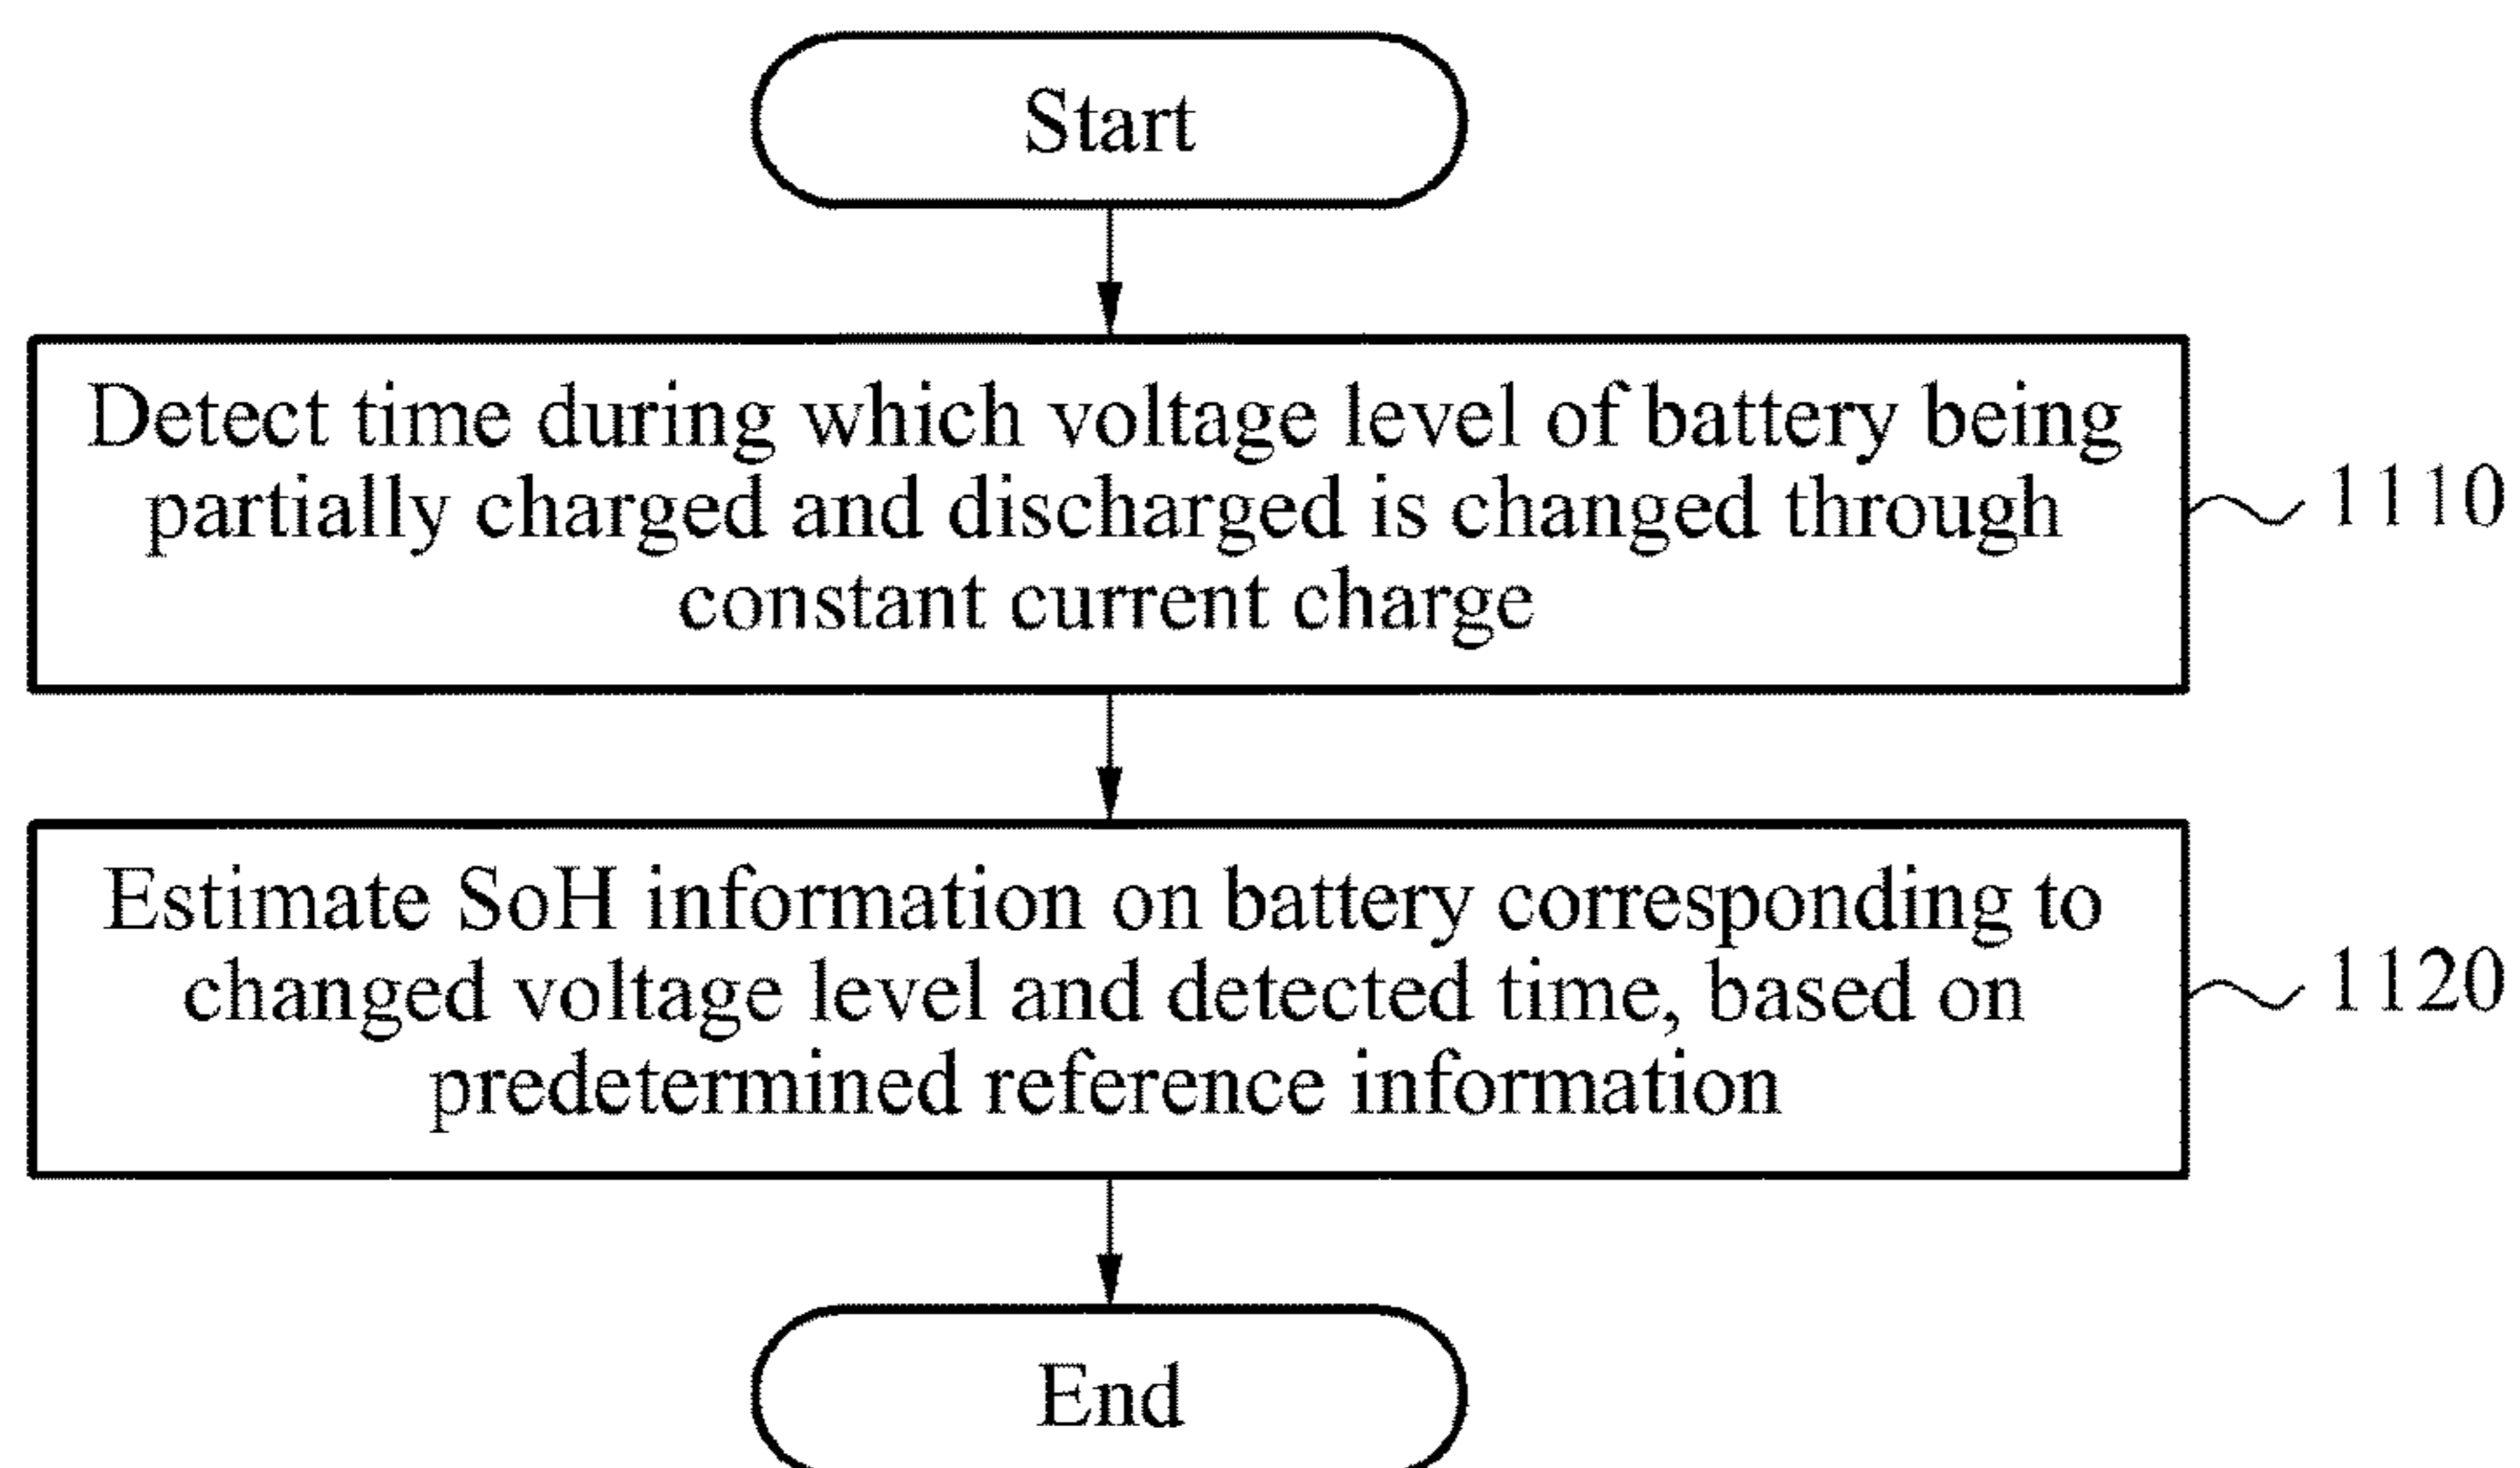 Start
Detect time during which voltage level of battery being
partially charged and discharged is changed through
constant current charge
1110
Estimate SoH information on battery corresponding to
changed voltage level and detected time, based on
predetermined reference information
1120
End